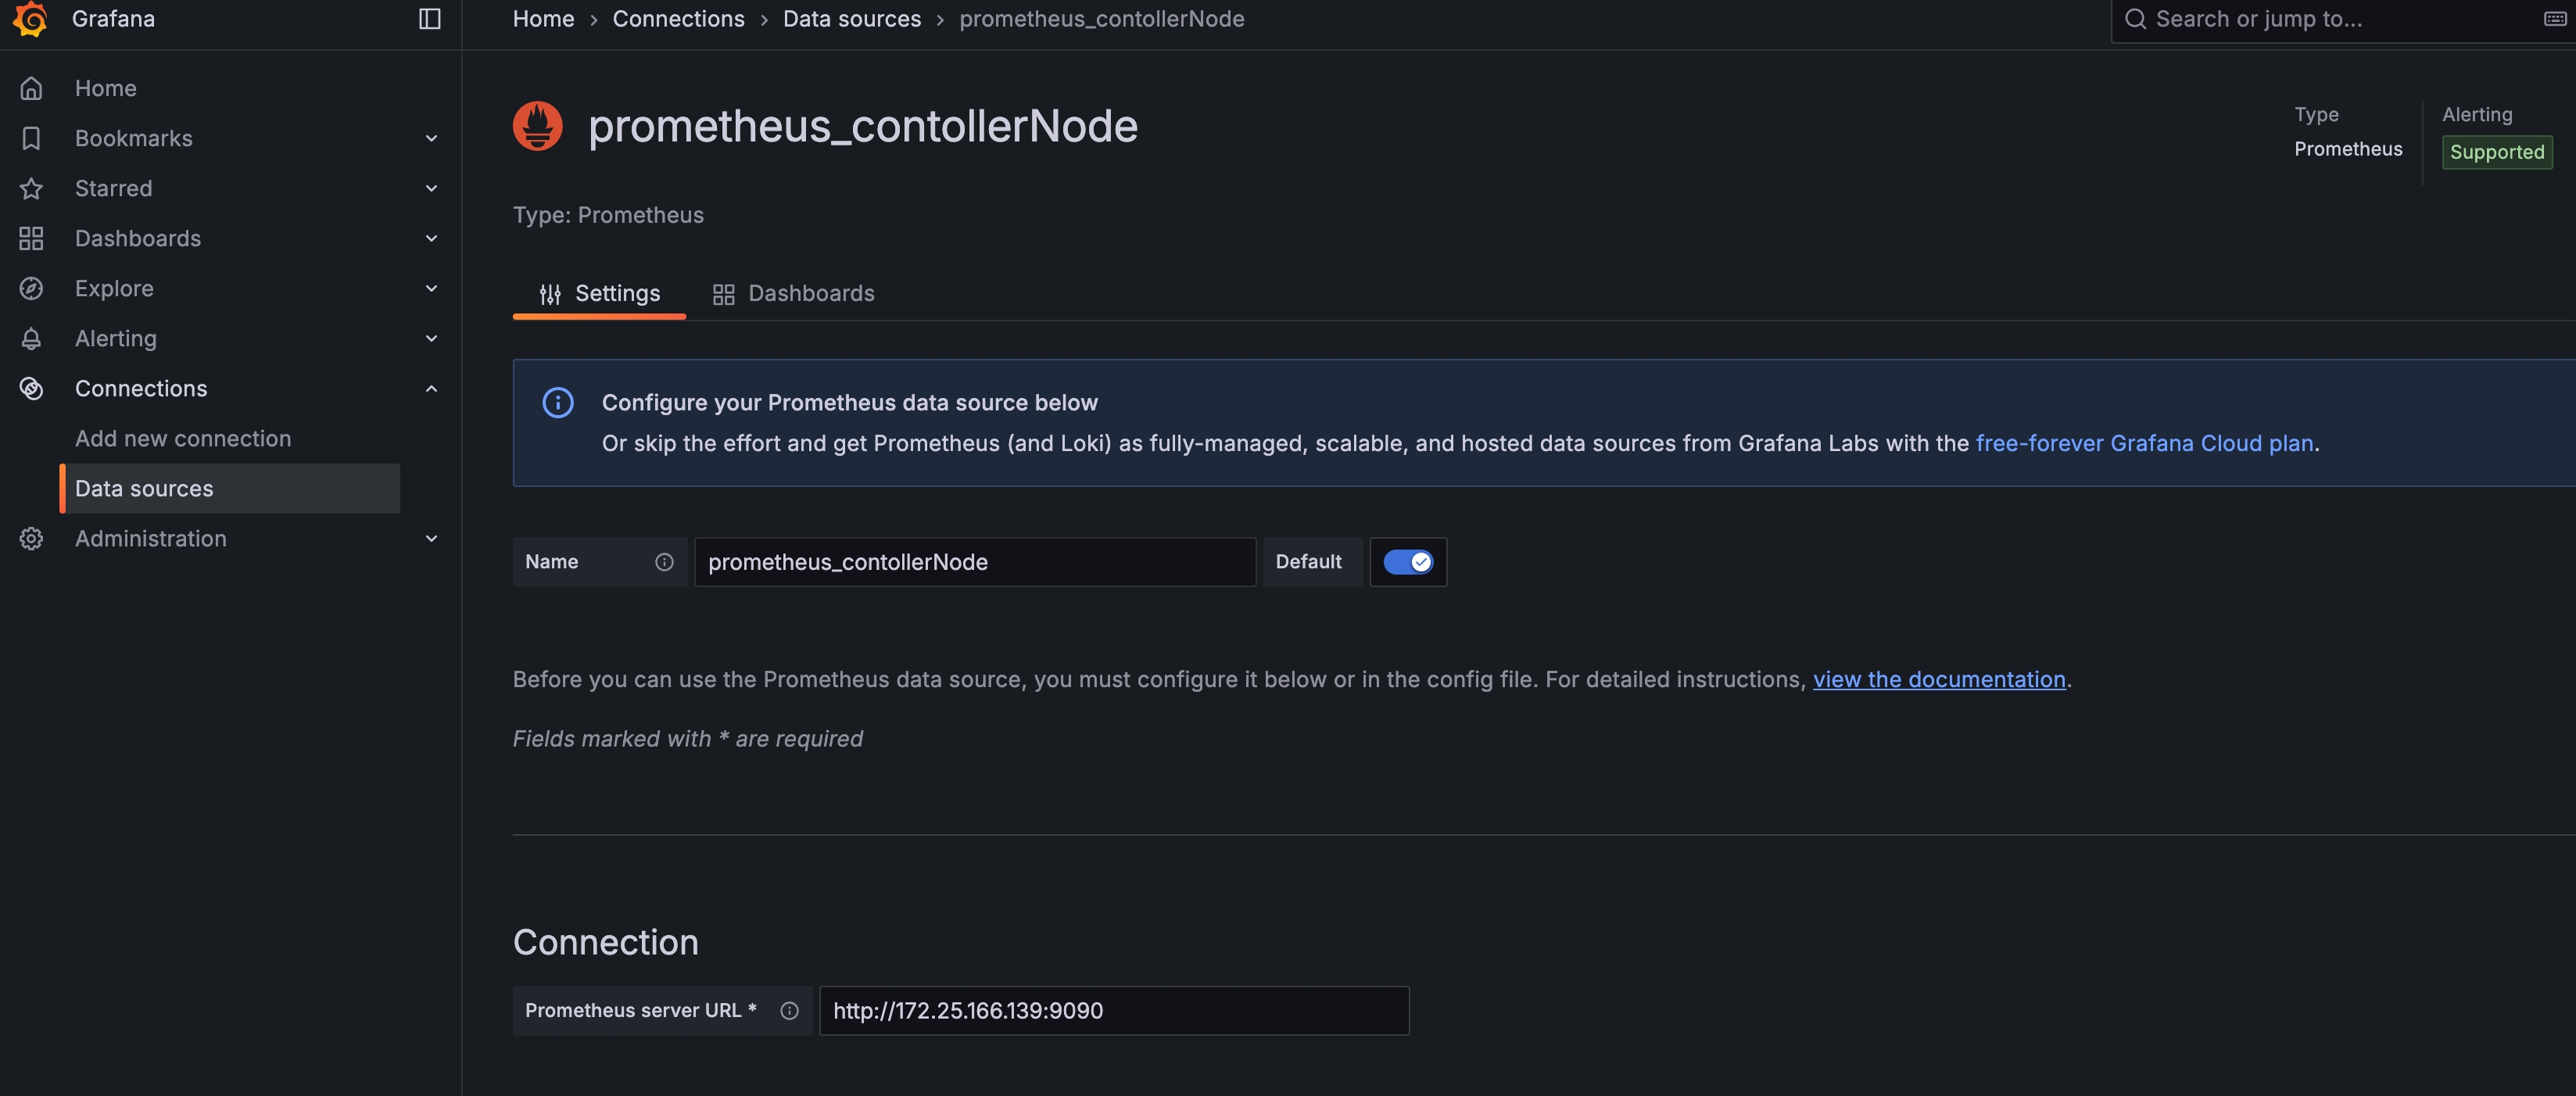 Grafana
Home › Connections › Data sources › prometheus_contollerNode
Search or jump to...
Home
Bookmarks
Starred
Dashboards
Explore
Alerting
Connections
Add new connection
Data sources
Administration
prometheus_contollerNode
Type
Prometheus
Alerting
Supported
Type: Prometheus
Settings
Dashboards
Configure your Prometheus data source below
Or skip the effort and get Prometheus (and Loki) as fully-managed, scalable, and hosted data sources from Grafana Labs with the free-forever Grafana Cloud plan.
Name
prometheus_contollerNode
Default
Before you can use the Prometheus data source, you must configure it below or in the config file. For detailed instructions, view the documentation.
Fields marked with * are required
Connection
Prometheus server URL *
http://172.25.166.139:9090